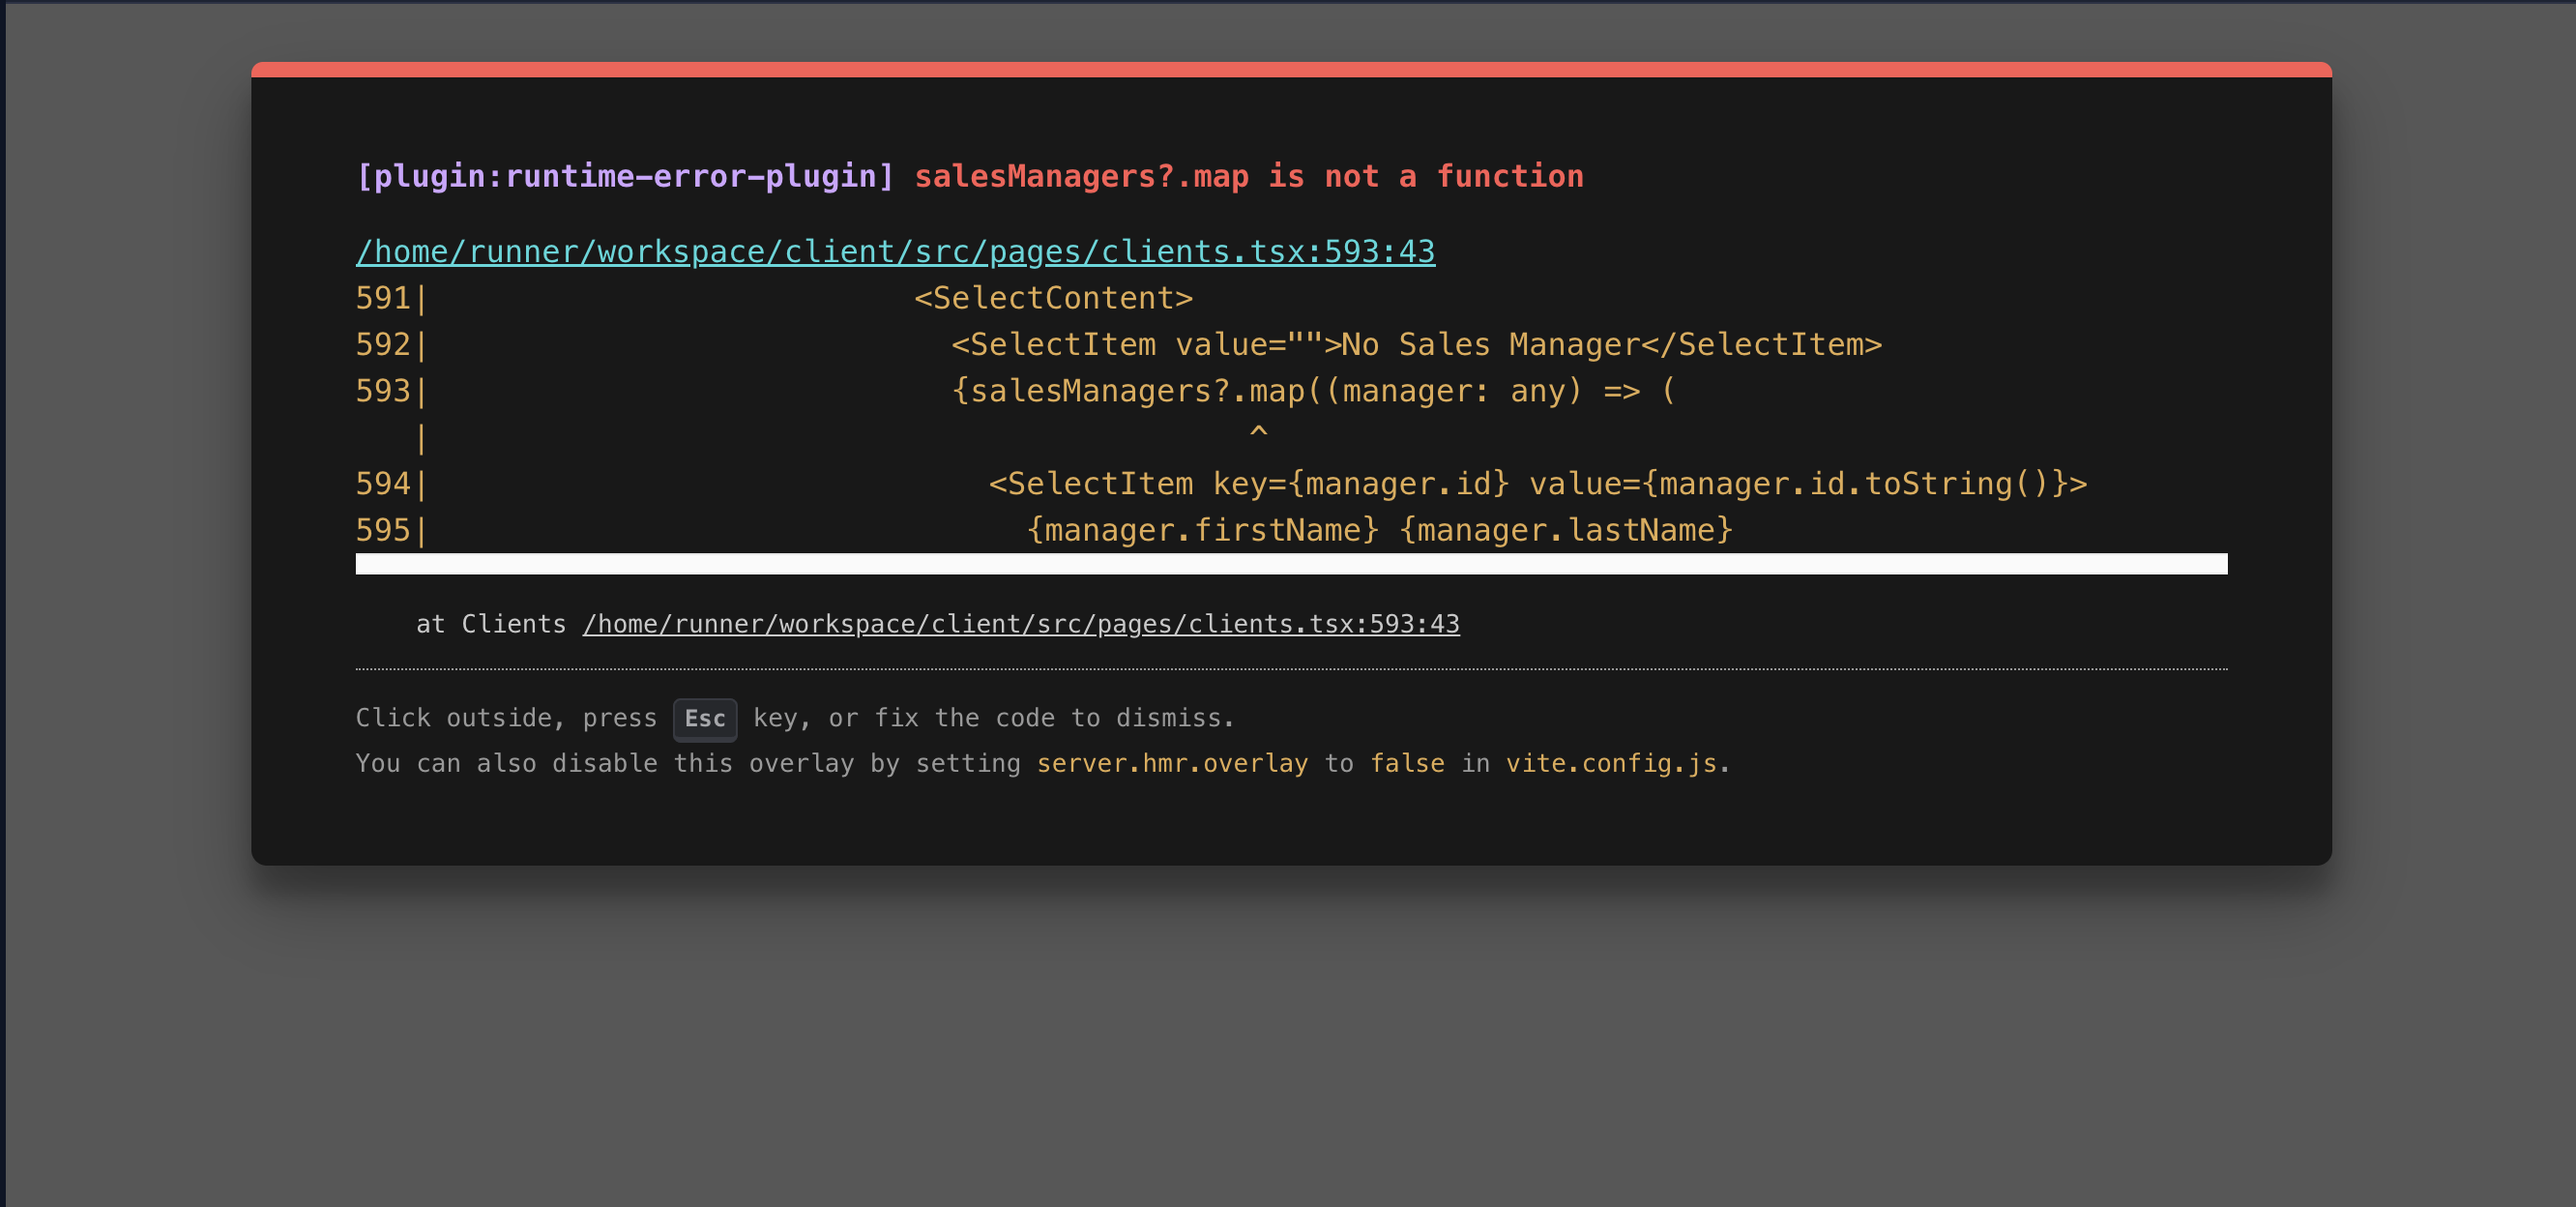 [plugin:runtime-error-plugin] salesManagers?.map is not a function
/home/runner/workspace/client/src/pages/clients.tsx:593:43
591|                          <SelectContent>
592|                            <SelectItem value="">No Sales Manager</SelectItem>
593|                            {salesManagers?.map((manager: any) => (
   |                                            ^
594|                              <SelectItem key={manager.id} value={manager.id.toString()}>
595|                                {manager.firstName} {manager.lastName}
    at Clients /home/runner/workspace/client/src/pages/clients.tsx:593:43
Click outside, press Esc key, or fix the code to dismiss.
You can also disable this overlay by setting server.hmr.overlay to false in vite.config.js.